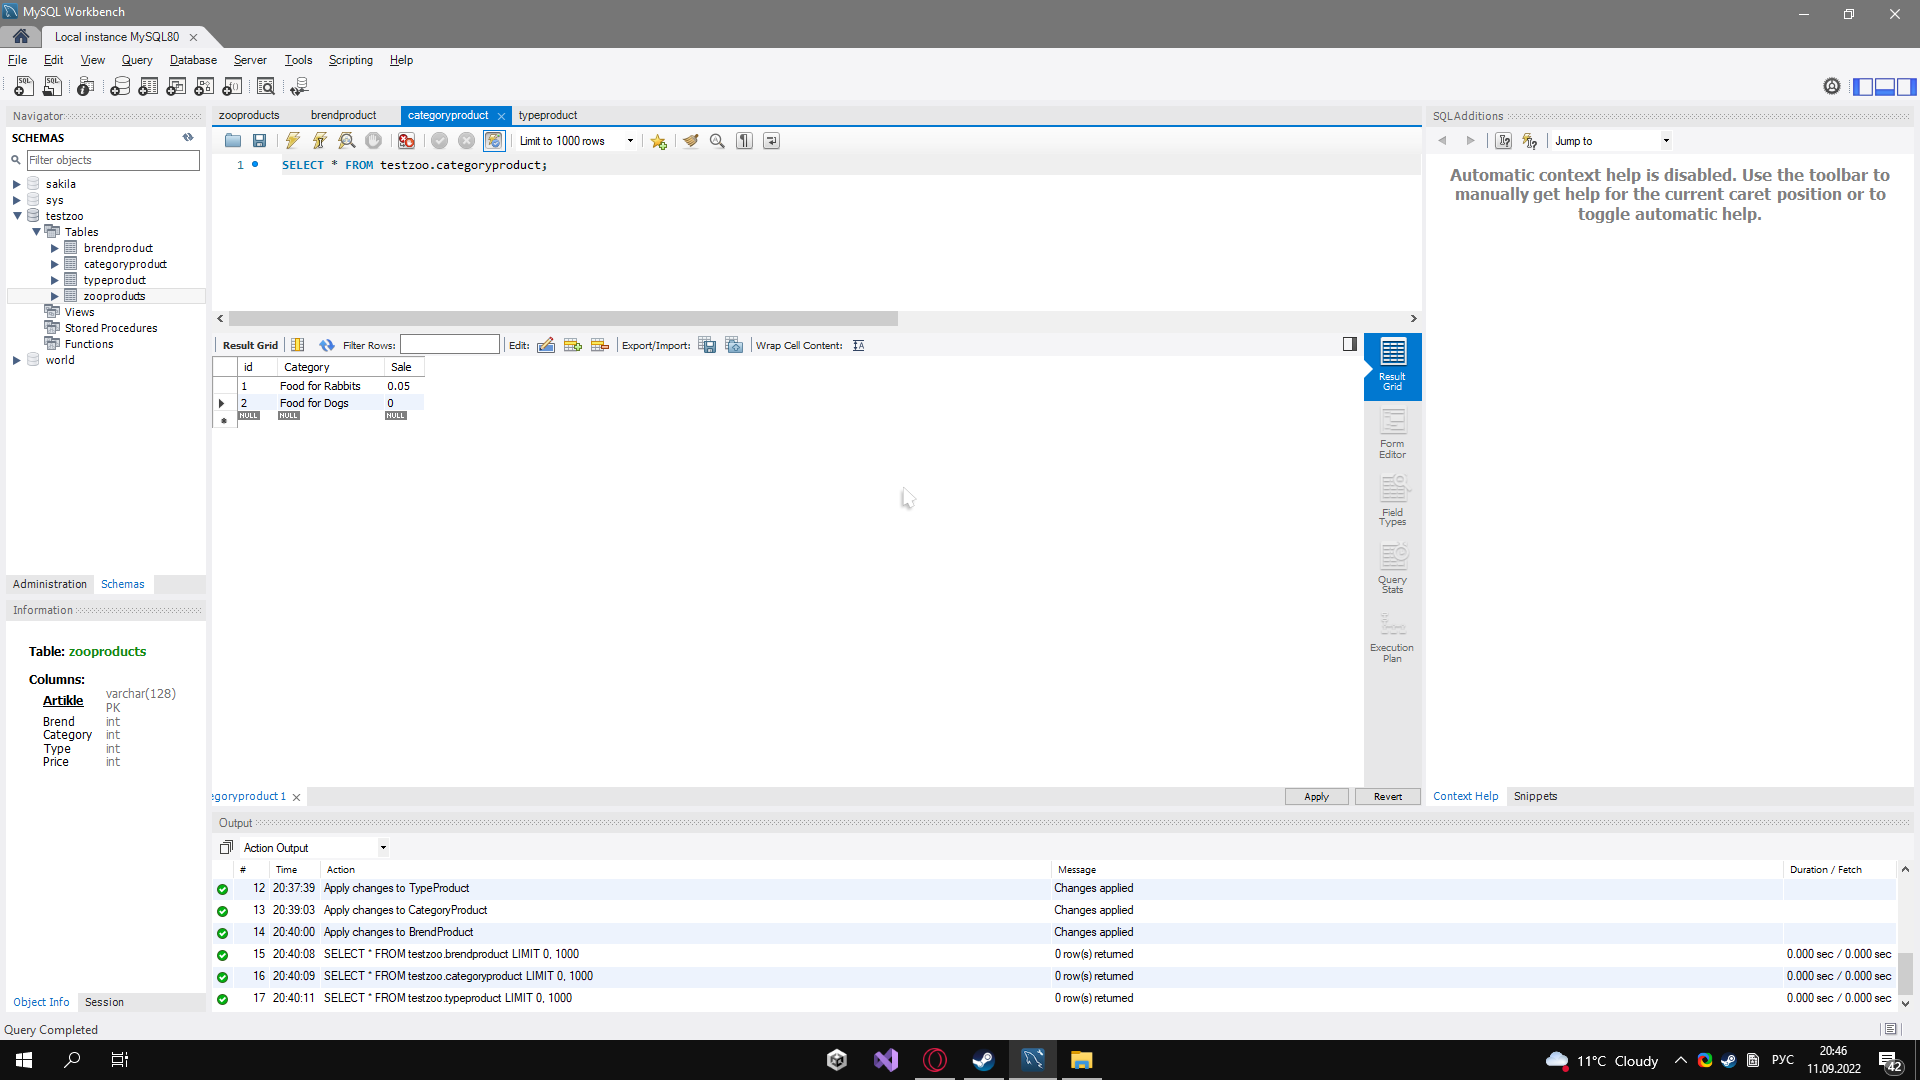 MySQL Workbench
Local instance MySQL80
File Edit View Query Database Server Tools Scripting Help
Navigator
SCHEMAS
Filter objects
sakila
sys
testzoo
Tables
brendproduct
categoryproduct
typeproduct
zooproducts
Views
Stored Procedures
Functions
world
Administration Schemas
Information
Table: zooproducts
Columns:
Artikle varchar(128)
PK
Brend int
Category int
Type int
Price int
Object Info Session
zooproducts brendproduct categoryproduct typeproduct
Limit to 1000 rows
1 SELECT * FROM testzoo.categoryproduct;
Result Grid Filter Rows: Edit: Export/Import: Wrap Cell Content:
id Category Sale
1 Food for Rabbits 0.05
2 Food for Dogs 0
NULL NULL NULL
Result
Grid
Form
Editor
Field
Types
Query
Stats
Execution
Plan
egoryproduct 1
Apply Revert
SQLAdditions
Jump to
Automatic context help is disabled. Use the toolbar to
manually get help for the current caret position or to
toggle automatic help.
Context Help Snippets
Output
Action Output
# Time Action Message Duration / Fetch
12 20:37:39 Apply changes to TypeProduct Changes applied
13 20:39:03 Apply changes to CategoryProduct Changes applied
14 20:40:00 Apply changes to BrendProduct Changes applied
15 20:40:08 SELECT * FROM testzoo.brendproduct LIMIT 0, 1000 0 row(s) returned 0.000 sec / 0.000 sec
16 20:40:09 SELECT * FROM testzoo.categoryproduct LIMIT 0, 1000 0 row(s) returned 0.000 sec / 0.000 sec
17 20:40:11 SELECT * FROM testzoo.typeproduct LIMIT 0, 1000 0 row(s) returned 0.000 sec / 0.000 sec
Query Completed
11°C Cloudy
РУС
20:46
11.09.2022
42